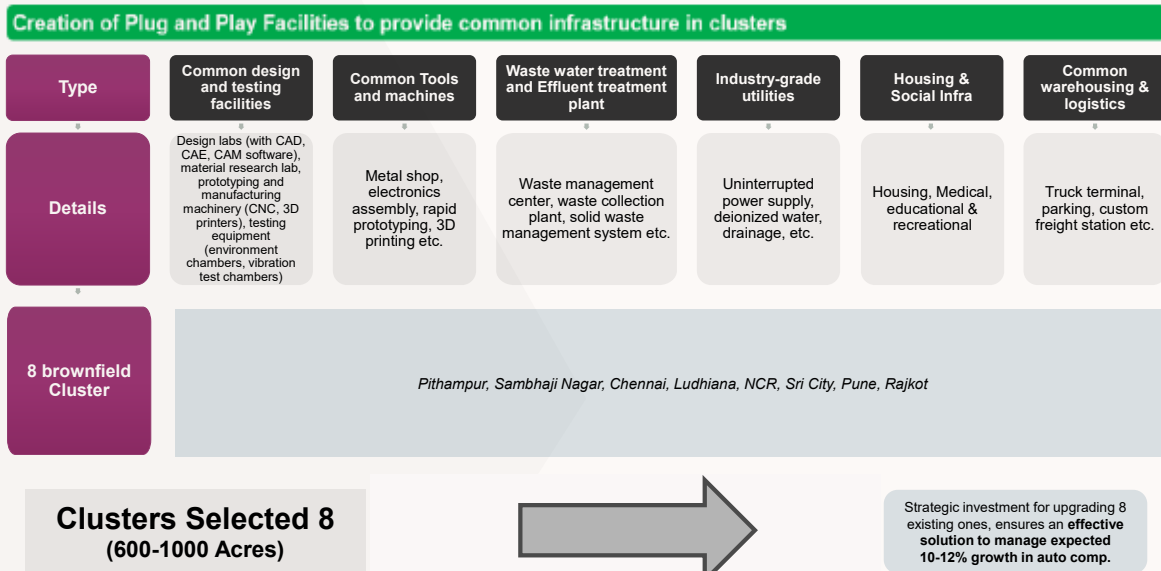 Creation of Plug and Play Facilities to provide common infrastructure in clusters
Type
Common design
and testing
facilities
Common Tools
and machines
Waste water treatment
and Effluent treatment
plant
Industry-grade
utilities
Housing &
Social Infra
Common
warehousing &
logistics
Details
Design labs (with CAD,
CAE, CAM software),
material research lab,
prototyping and
manufacturing
machinery (CNC, 3D
printers), testing
equipment
(environment
chambers, vibration
test chambers)
Metal shop,
electronics
assembly, rapid
prototyping, 3D
printing etc.
Waste management
center, waste collection
plant, solid waste
management system etc.
Uninterrupted
power supply,
deionized water,
drainage, etc.
Housing, Medical,
educational &
recreational
Truck terminal,
parking, custom
freight station etc.
8 brownfield
Cluster
Pithampur, Sambhaji Nagar, Chennai, Ludhiana, NCR, Sri City, Pune, Rajkot
Clusters Selected 8
(600-1000 Acres)
Strategic investment for upgrading 8
existing ones, ensures an effective
solution to manage expected
10-12% growth in auto comp.